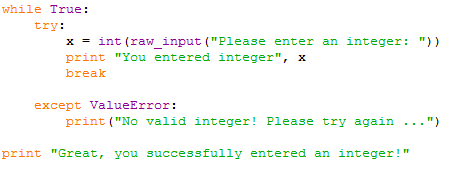 while True:
    try:
        x = int(raw_input("Please enter an integer: "))
        print "You entered integer", x
        break
    except ValueError:
        print("No valid integer! Please try again ...")
print "Great, you successfully entered an integer!"